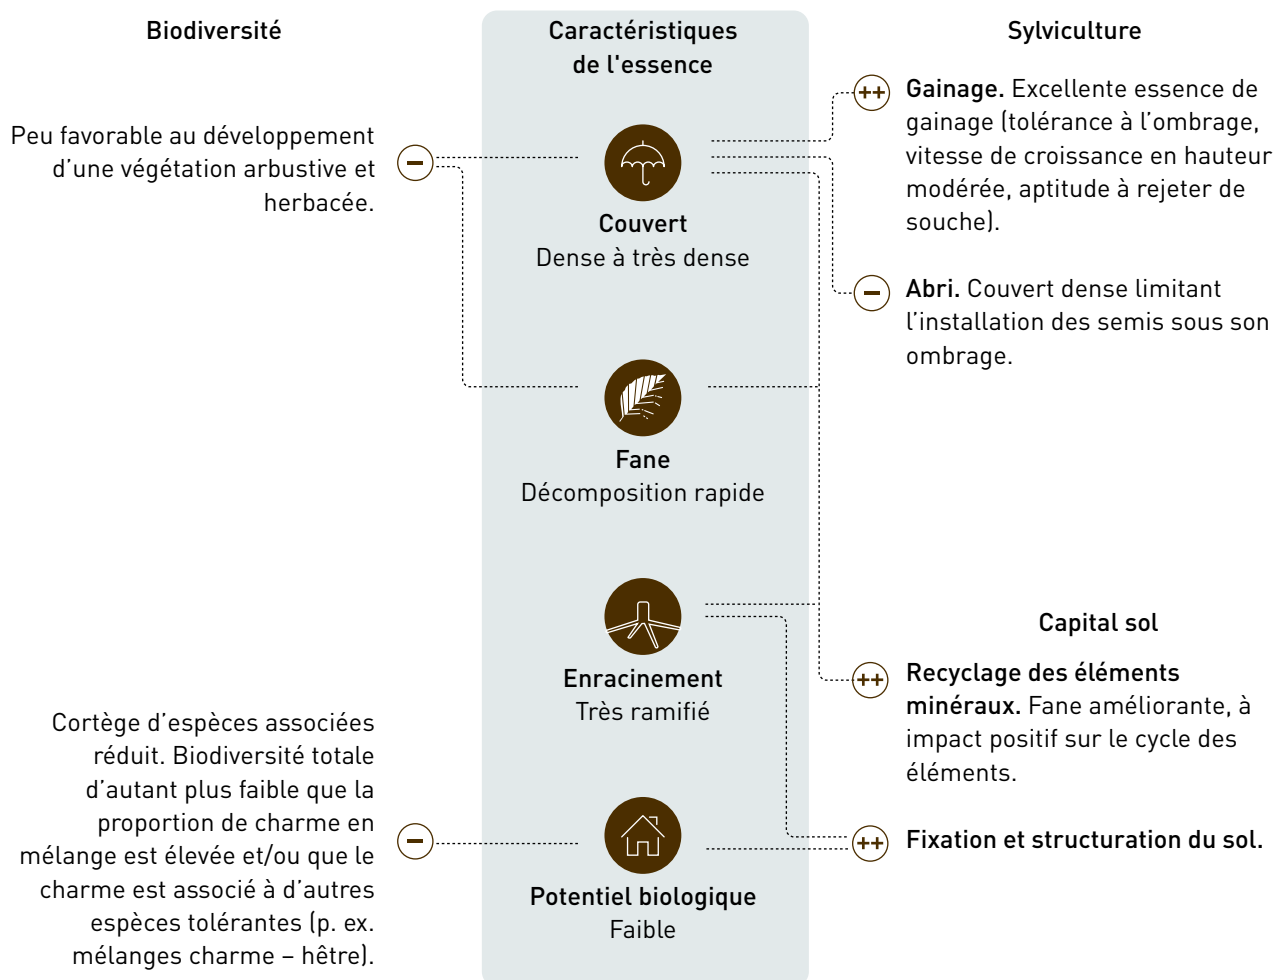 Biodiversité
Peu favorable au développement
d’une végétation arbustive et
herbacée.
−
Cortège d’espèces associées
réduit. Biodiversité totale
d’autant plus faible que la
proportion de charme en
mélange est élevée et/ou que le
charme est associé à d’autres
espèces tolérantes (p. ex.
mélanges charme – hêtre).
−
Caractéristiques
de l'essence
Couvert
Dense à très dense
Fane
Décomposition rapide
Enracinement
Très ramifié
Potentiel biologique
Faible
Sylviculture
++
Gainage. Excellente essence de
gainage (tolérance à l’ombrage,
vitesse de croissance en hauteur
modérée, aptitude à rejeter de
souche).
−
Abri. Couvert dense limitant
l’installation des semis sous son
ombrage.
Capital sol
++
Recyclage des éléments
minéraux. Fane améliorante, à
impact positif sur le cycle des
éléments.
++
Fixation et structuration du sol.